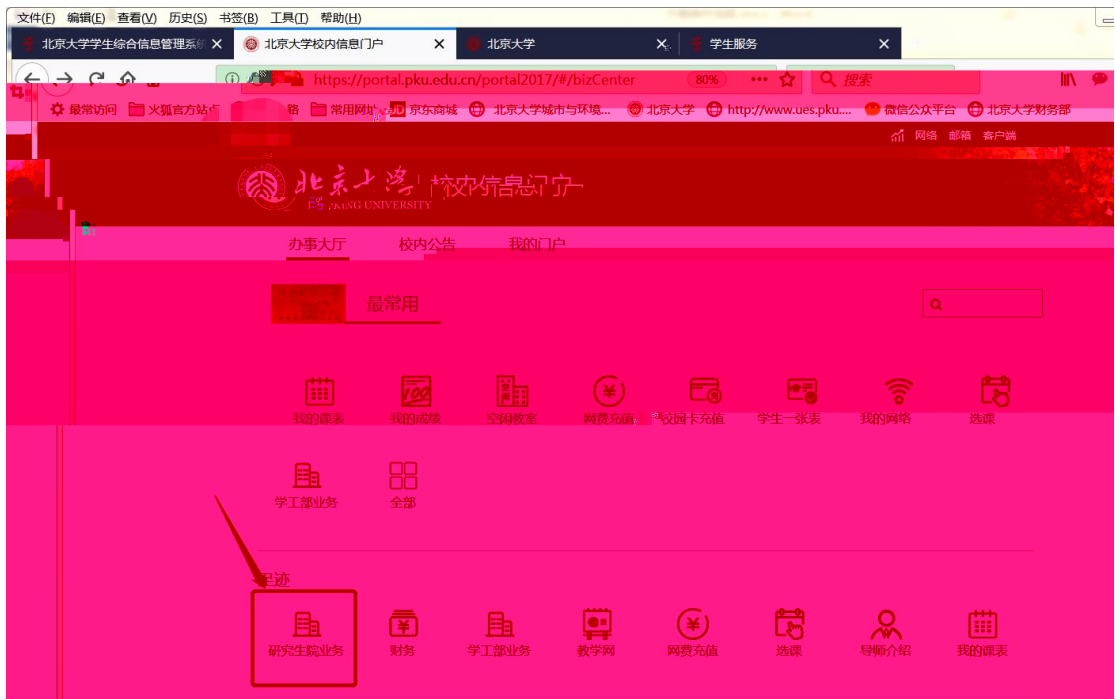 文件(F) 编辑(E) 查看(V) 历史(S) 书签(B) 工具(T) 帮助(H)
北京大学学生综合信息管理系统 北京大学校内信息门户 北京大学 学生服务
https://portal.pku.edu.cn/portal2017/#/bizCenter 80% 搜索
最常访问 火狐官方站点 常用网址 JD 京东商城 北京大学城市与环境... 北京大学 http://www.ues.pku.... 微信公众平台 北京大学财务部
网络 邮箱 客户端
北京大学 校内信息门户
UNIVERSITY
办事大厅 校内公告 我的门户
最常用
我的课表 我的成绩 空闲教室 网费充值 校园卡充值 学生一张表 我的网络 选课
学工部业务 全部
足迹
研究生院业务 财务 学工部业务 教学网 网费充值 选课 导师介绍 我的课表